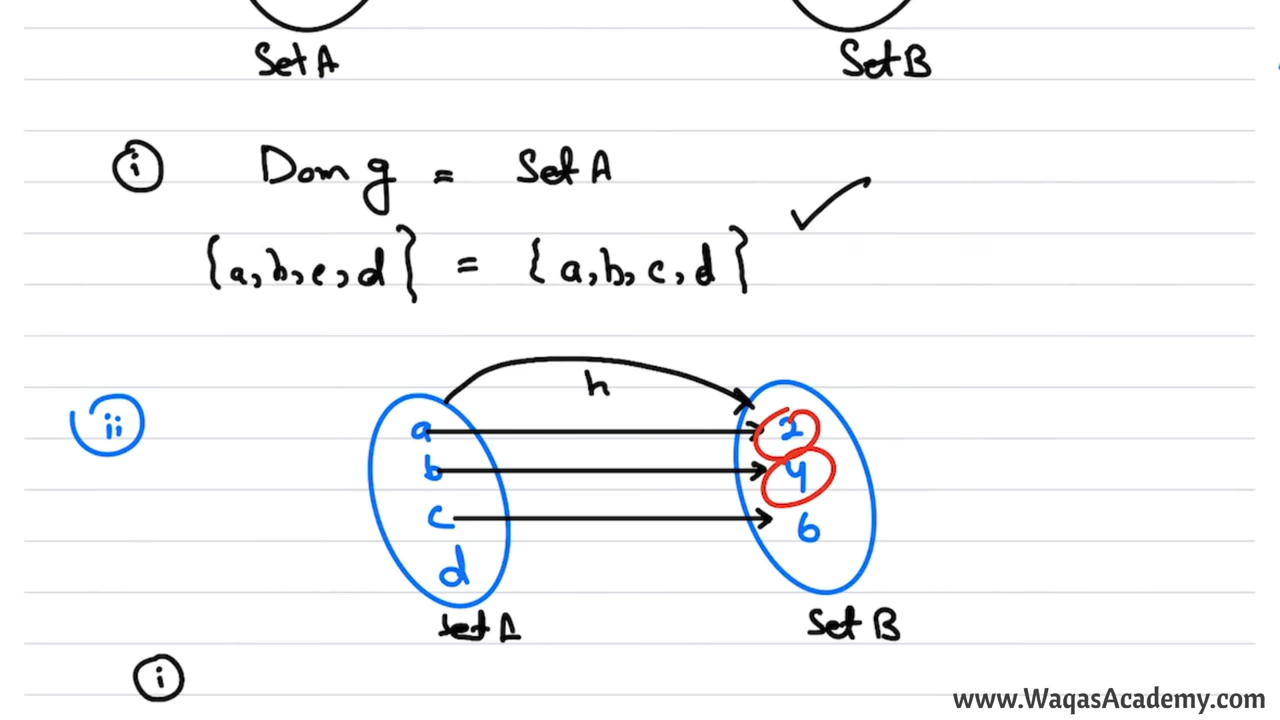 Set A Set B
i Dom g = Set A
{a,b,c,d} = {a,b,c,d}
ii h
a 2
b 4
c 6
d
Set A Set B
i
www.WaqasAcademy.com